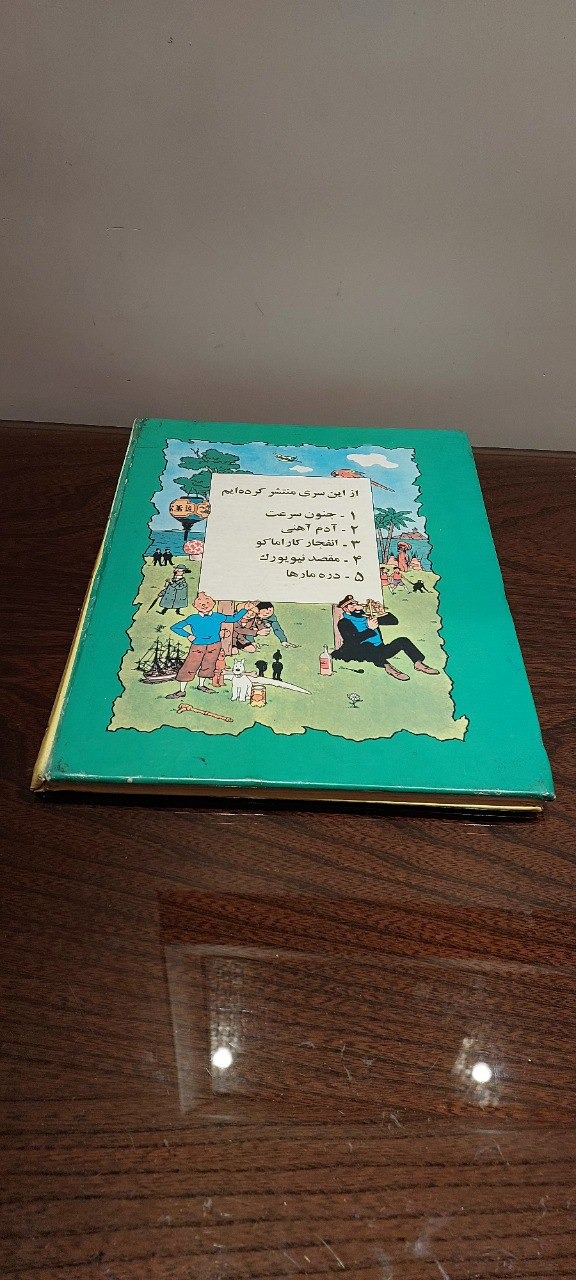 از این سری منتشر کرده‌ایم
۱ - جنون سرعت
۲ - آدم آهنی
۳ - انفجار کاراماکو
۴ - مقصد نیویورک
۵ - دره مارها